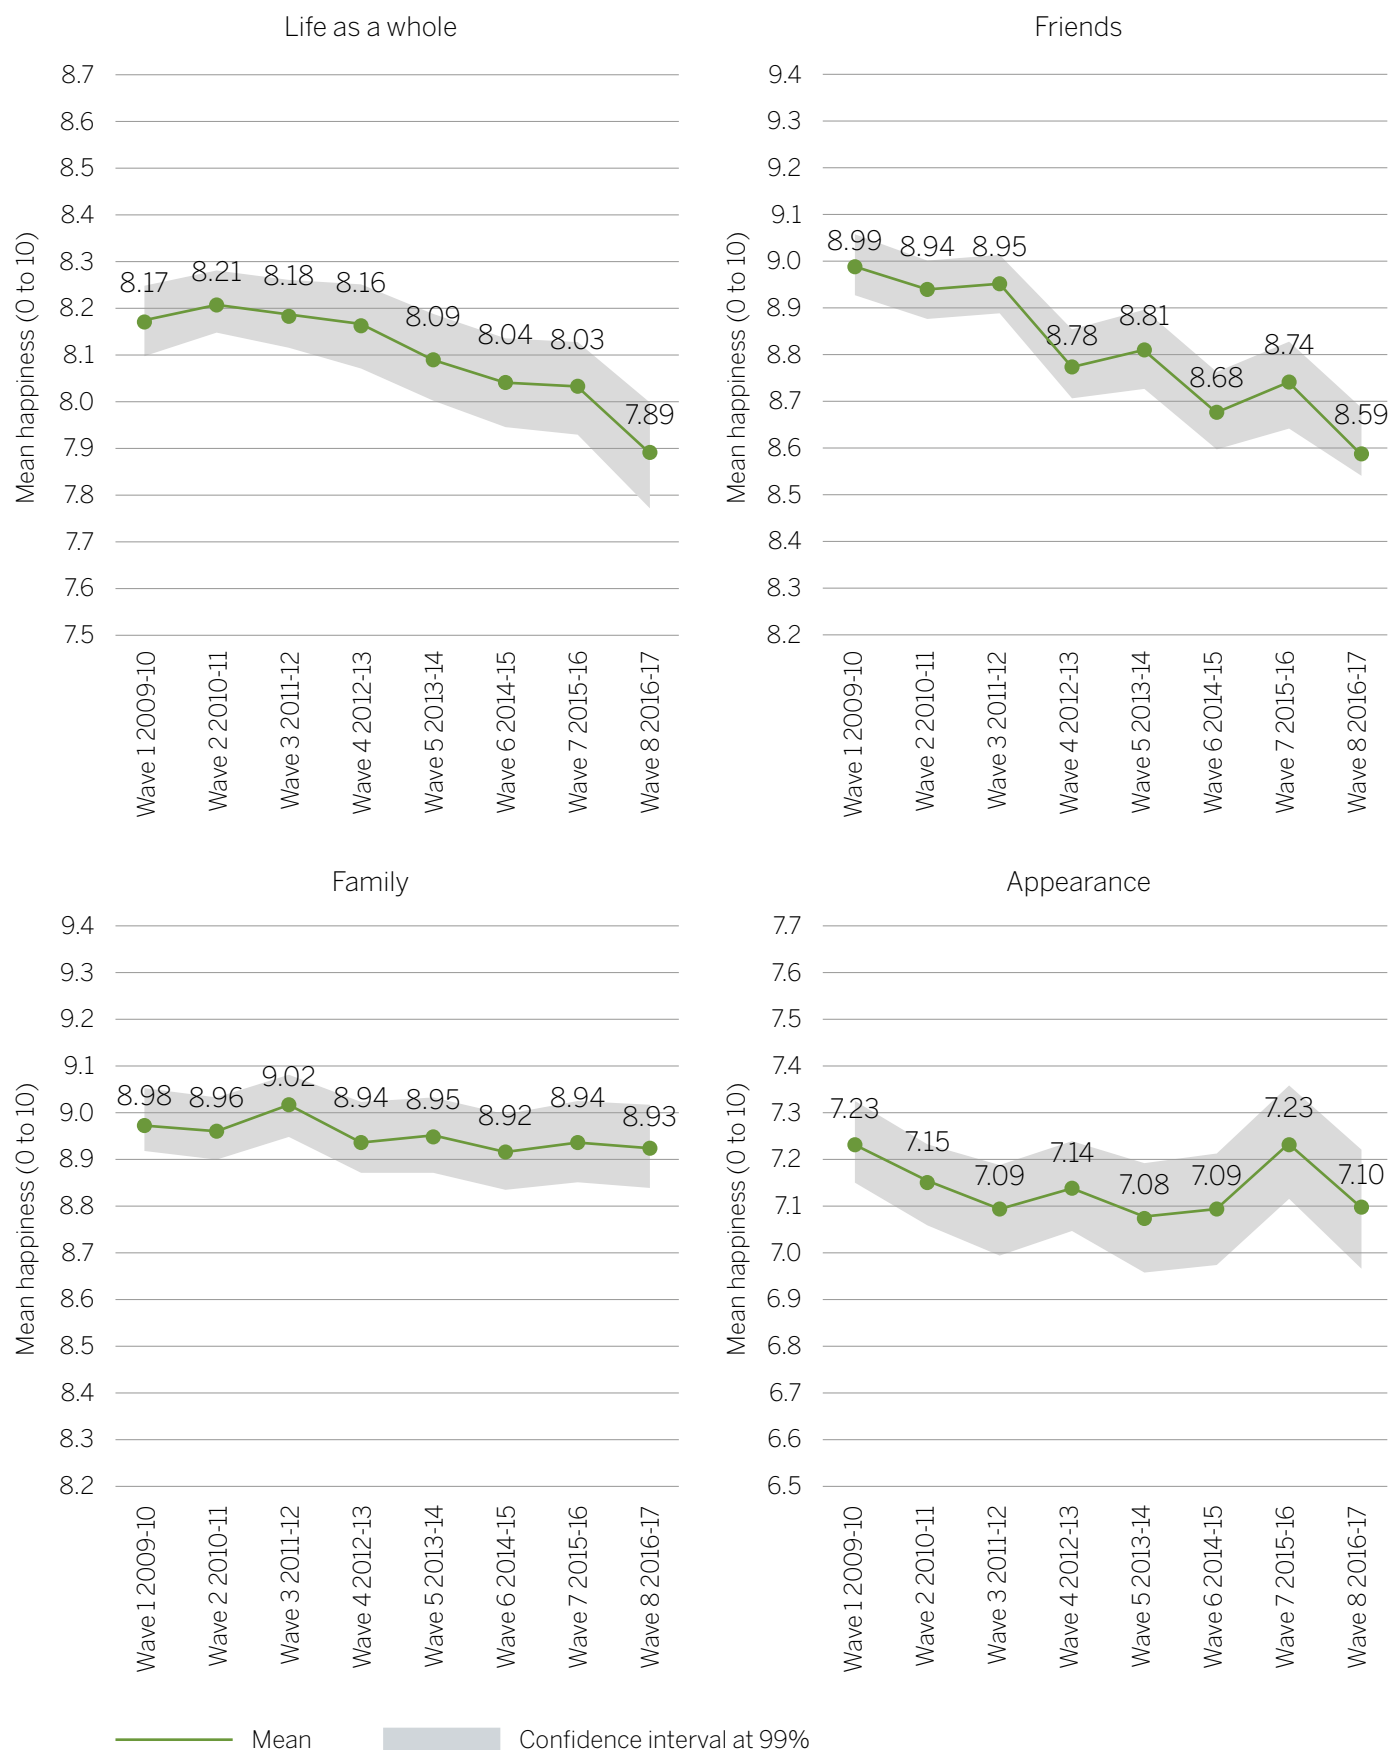 Life as a whole
Mean happiness (0 to 10)
8.7
8.6
8.5
8.4
8.3
8.2
8.1
8.0
7.9
7.8
7.7
7.6
7.5
8.17
8.21
8.18
8.16
8.09
8.04
8.03
7.89
Wave 1 2009-10
Wave 2 2010-11
Wave 3 2011-12
Wave 4 2012-13
Wave 5 2013-14
Wave 6 2014-15
Wave 7 2015-16
Wave 8 2016-17
Friends
Mean happiness (0 to 10)
9.4
9.3
9.2
9.1
9.0
8.9
8.8
8.7
8.6
8.5
8.4
8.3
8.2
8.99
8.94
8.95
8.78
8.81
8.68
8.74
8.59
Wave 1 2009-10
Wave 2 2010-11
Wave 3 2011-12
Wave 4 2012-13
Wave 5 2013-14
Wave 6 2014-15
Wave 7 2015-16
Wave 8 2016-17
Family
Mean happiness (0 to 10)
9.4
9.3
9.2
9.1
9.0
8.9
8.8
8.7
8.6
8.5
8.4
8.3
8.2
8.98
8.96
9.02
8.94
8.95
8.92
8.94
8.93
Wave 1 2009-10
Wave 2 2010-11
Wave 3 2011-12
Wave 4 2012-13
Wave 5 2013-14
Wave 6 2014-15
Wave 7 2015-16
Wave 8 2016-17
Appearance
Mean happiness (0 to 10)
7.7
7.6
7.5
7.4
7.3
7.2
7.1
7.0
6.9
6.8
6.7
6.6
6.5
7.23
7.15
7.09
7.14
7.08
7.09
7.23
7.10
Wave 1 2009-10
Wave 2 2010-11
Wave 3 2011-12
Wave 4 2012-13
Wave 5 2013-14
Wave 6 2014-15
Wave 7 2015-16
Wave 8 2016-17
Mean
Confidence interval at 99%